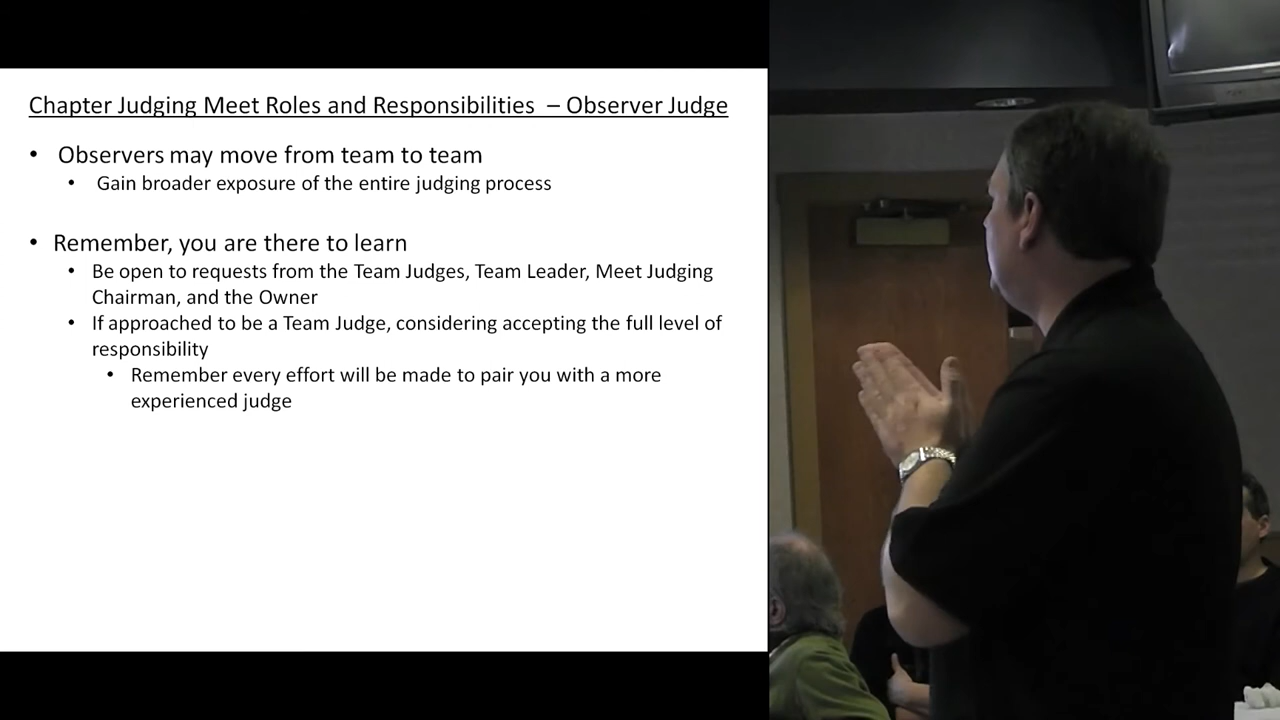 Chapter Judging Meet Roles and Responsibilities – Observer Judge
• Observers may move from team to team
• Gain broader exposure of the entire judging process
• Remember, you are there to learn
• Be open to requests from the Team Judges, Team Leader, Meet Judging
Chairman, and the Owner
• If approached to be a Team Judge, considering accepting the full level of
responsibility
• Remember every effort will be made to pair you with a more
experienced judge